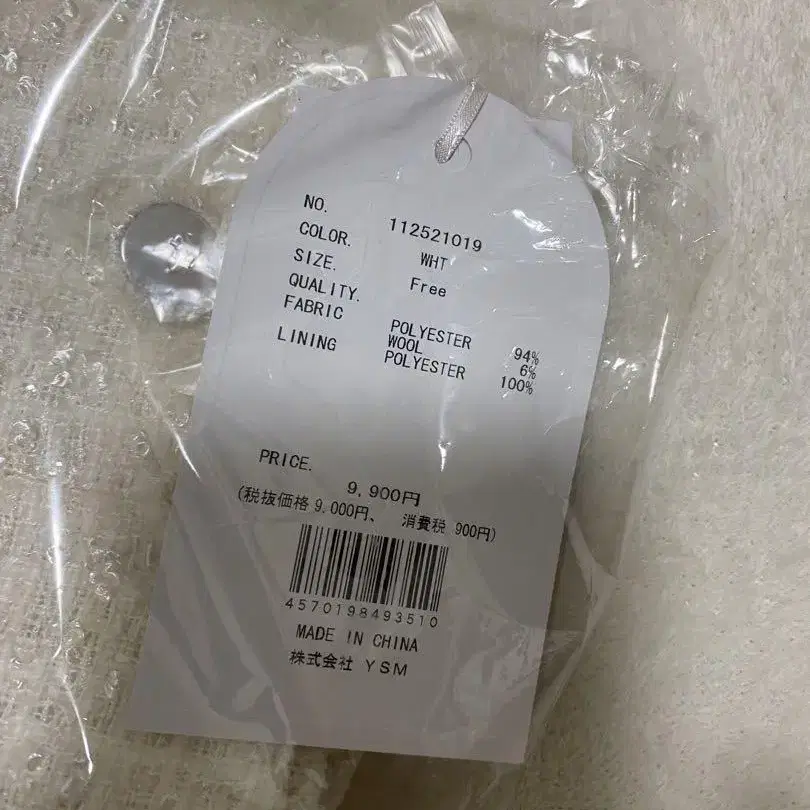 NO. 112521019
COLOR. WHT
SIZE. Free
QUALITY.
FABRIC POLYESTER 94%
WOOL 6%
LINING POLYESTER 100%
PRICE. 9,900円
(税抜価格 9,000円、 消費税 900円)
4570198493510
MADE IN CHINA
株式会社 YSM